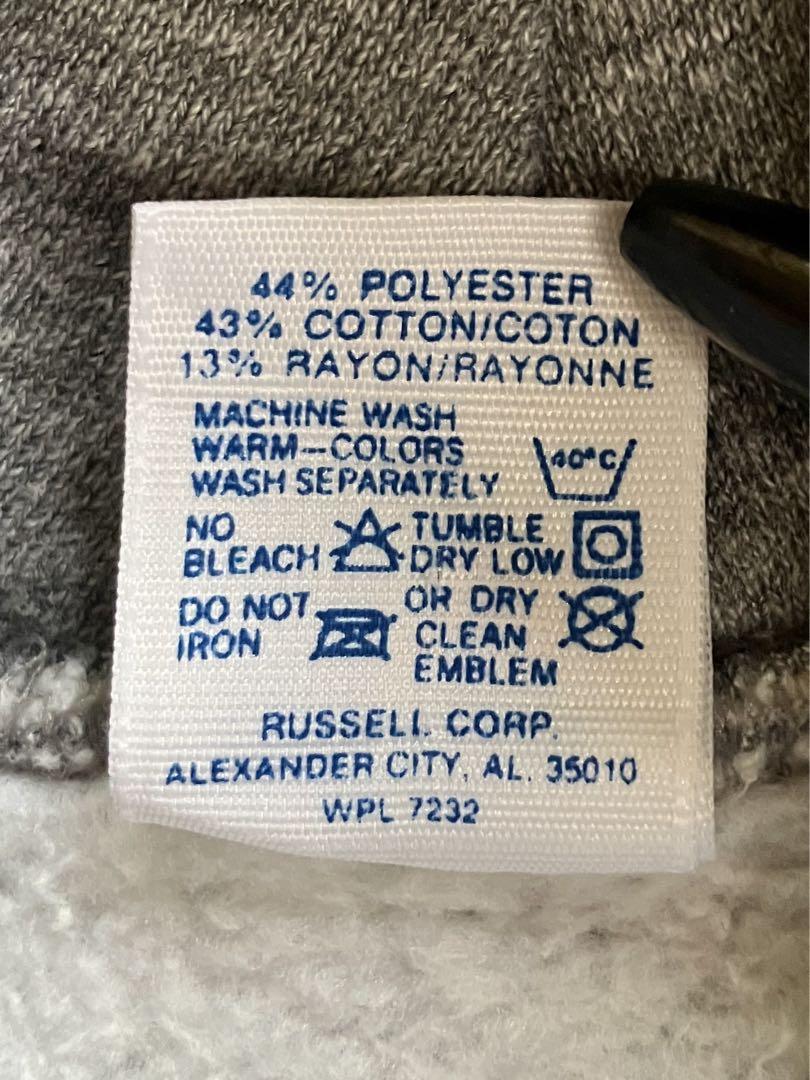 44% POLYESTER
43% COTTON/COTON
13% RAYON/RAYONNE
MACHINE WASH
WARM-COLORS
WASH SEPARATELY
40°C
NO
BLEACH
TUMBLE
DRY LOW
DO NOT
IRON
OR DRY
CLEAN
EMBLEM
RUSSELL CORP.
ALEXANDER CITY, AL. 35010
WPL 7232